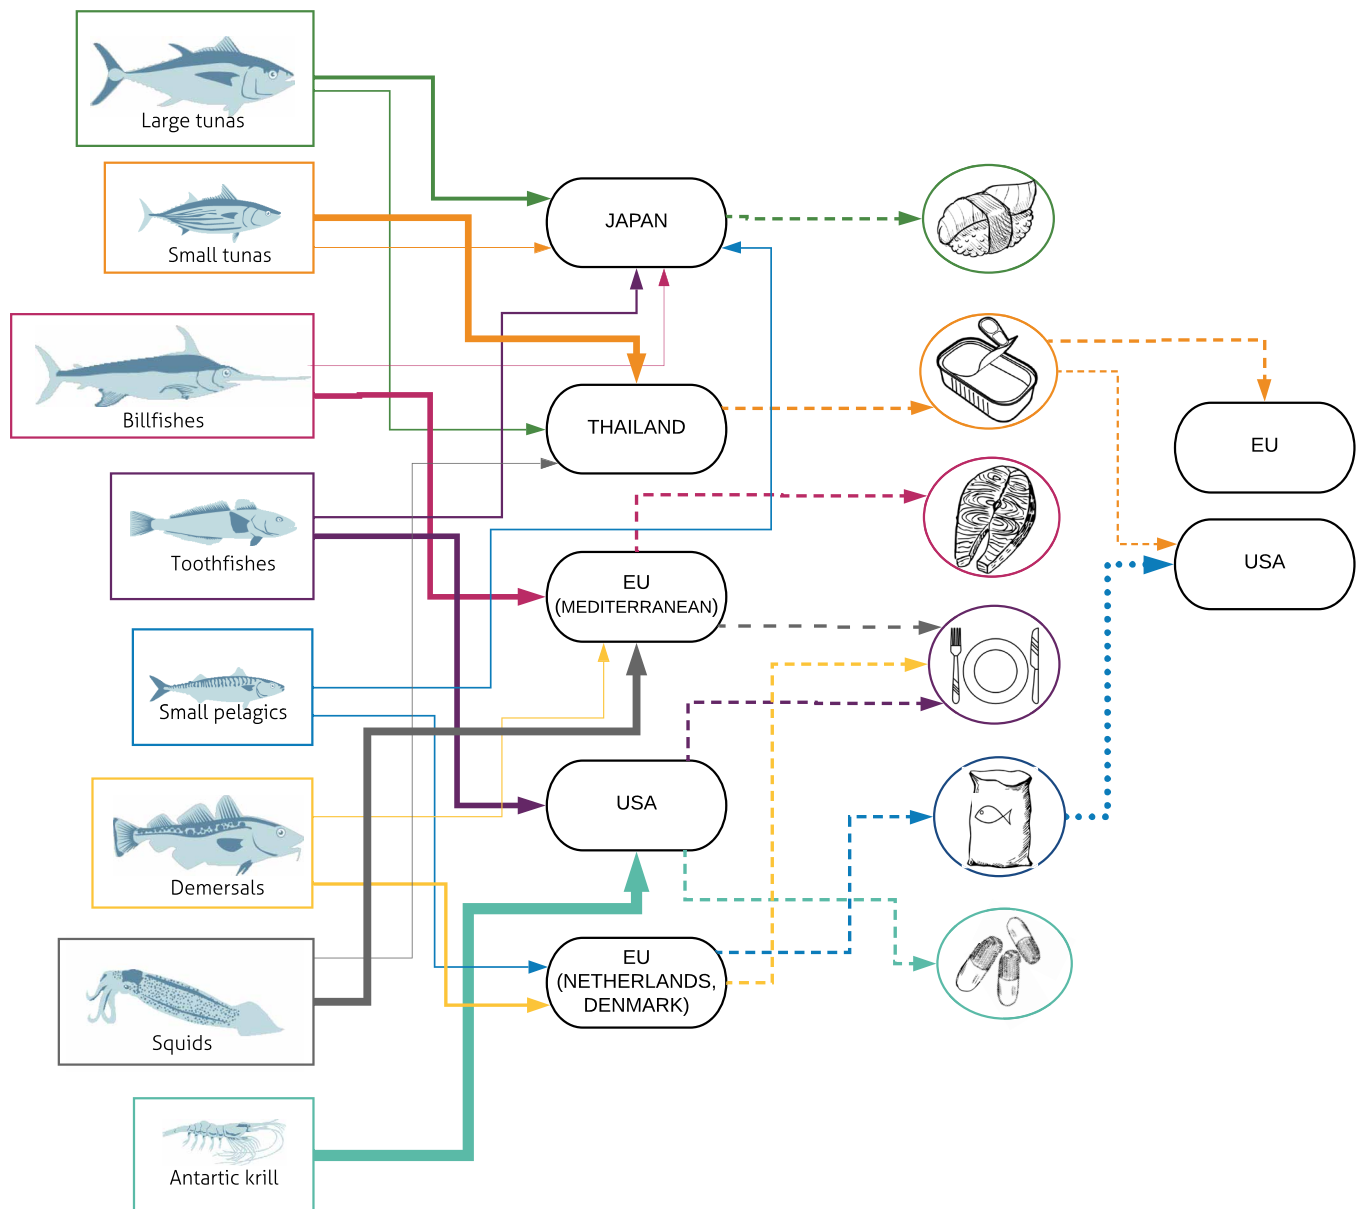 Large tunas
Small tunas
Billfishes
Toothfishes
Small pelagics
Demersals
Squids
Antartic krill
JAPAN
THAILAND
EU
(MEDITERRANEAN)
USA
EU
(NETHERLANDS,
DENMARK)
EU
USA